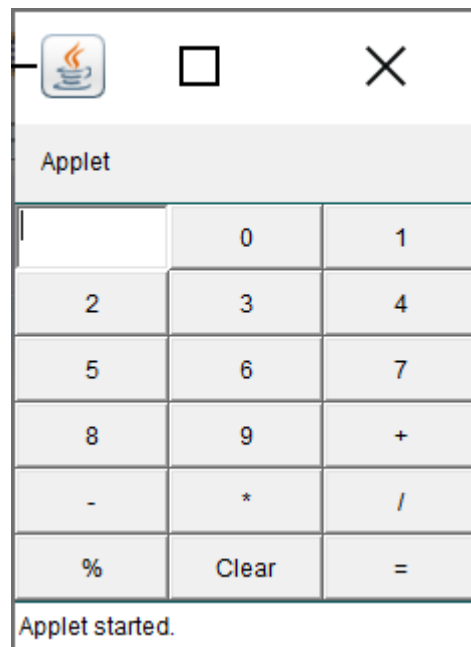 Applet
0 1
2 3 4
5 6 7
8 9 +
- * /
% Clear =
Applet started.